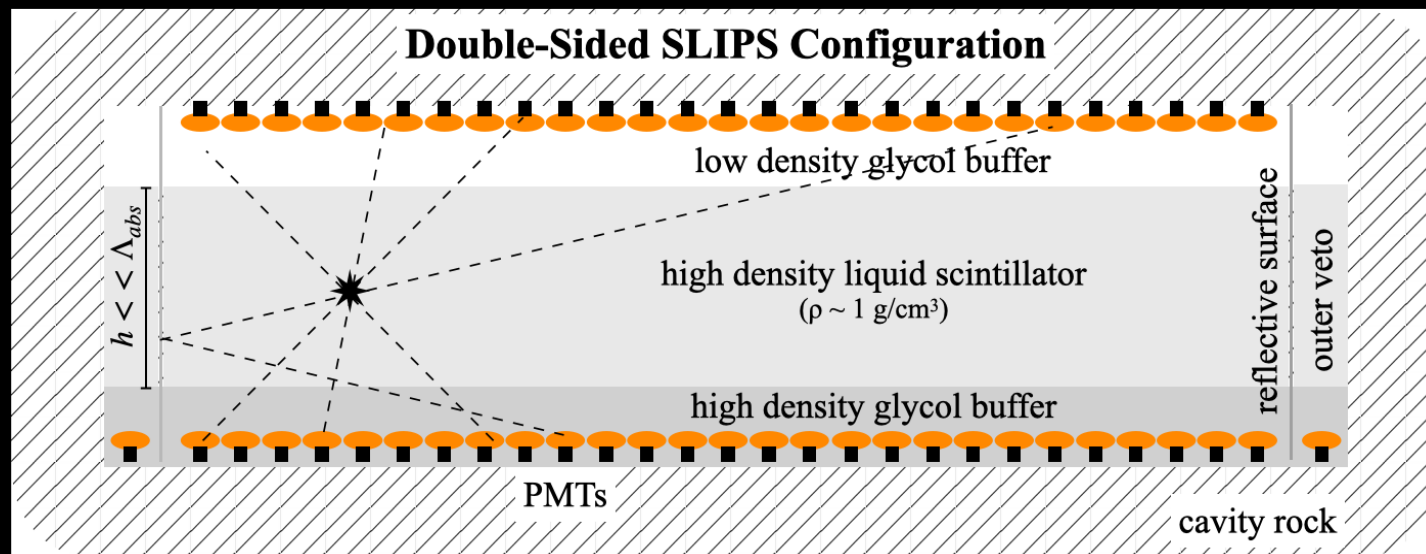 Double-Sided SLIPS Configuration
low density glycol buffer
h < < Λabs
high density liquid scintillator
(ρ ~ 1 g/cm³)
reflective surface
outer veto
high density glycol buffer
PMTs
cavity rock